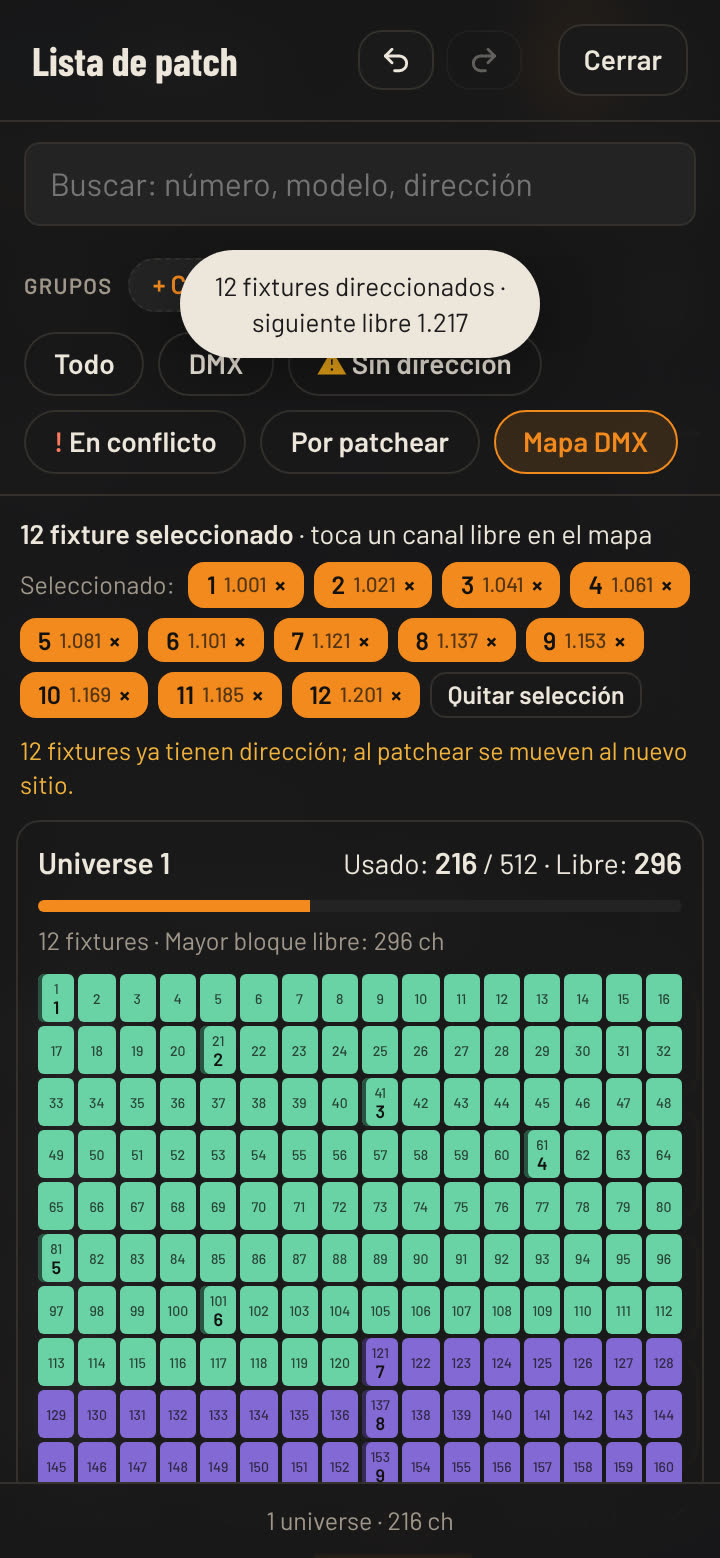 Lista de patch
Cerrar
Buscar: número, modelo, dirección
GRUPOS + C
12 fixtures direccionados ·
siguiente libre 1.217
Todo DMX ⚠ Sin dirección
! En conflicto Por patchear Mapa DMX
12 fixture seleccionado · toca un canal libre en el mapa
Seleccionado: 1 1.001 × 2 1.021 × 3 1.041 × 4 1.061 ×
5 1.081 × 6 1.101 × 7 1.121 × 8 1.137 × 9 1.153 ×
10 1.169 × 11 1.185 × 12 1.201 × Quitar selección
12 fixtures ya tienen dirección; al patchear se mueven al nuevo
sitio.
Universe 1 Usado: 216 / 512 · Libre: 296
12 fixtures · Mayor bloque libre: 296 ch
1 2 3 4 5 6 7 8 9 10 11 12 13 14 15 16
1
17 18 19 20 21 22 23 24 25 26 27 28 29 30 31 32
2
33 34 35 36 37 38 39 40 41 42 43 44 45 46 47 48
3
49 50 51 52 53 54 55 56 57 58 59 60 61 62 63 64
4
65 66 67 68 69 70 71 72 73 74 75 76 77 78 79 80
81 82 83 84 85 86 87 88 89 90 91 92 93 94 95 96
5
97 98 99 100 101 102 103 104 105 106 107 108 109 110 111 112
6
113 114 115 116 117 118 119 120 121 122 123 124 125 126 127 128
7
129 130 131 132 133 134 135 136 137 138 139 140 141 142 143 144
8
145 146 147 148 149 150 151 152 153 154 155 156 157 158 159 160
9
1 universe · 216 ch